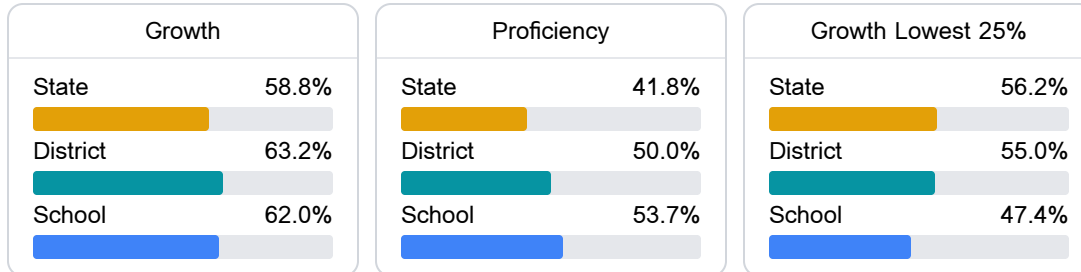 Growth
State 58.8%
District 63.2%
School 62.0%
Proficiency
State 41.8%
District 50.0%
School 53.7%
Growth Lowest 25%
State 56.2%
District 55.0%
School 47.4%